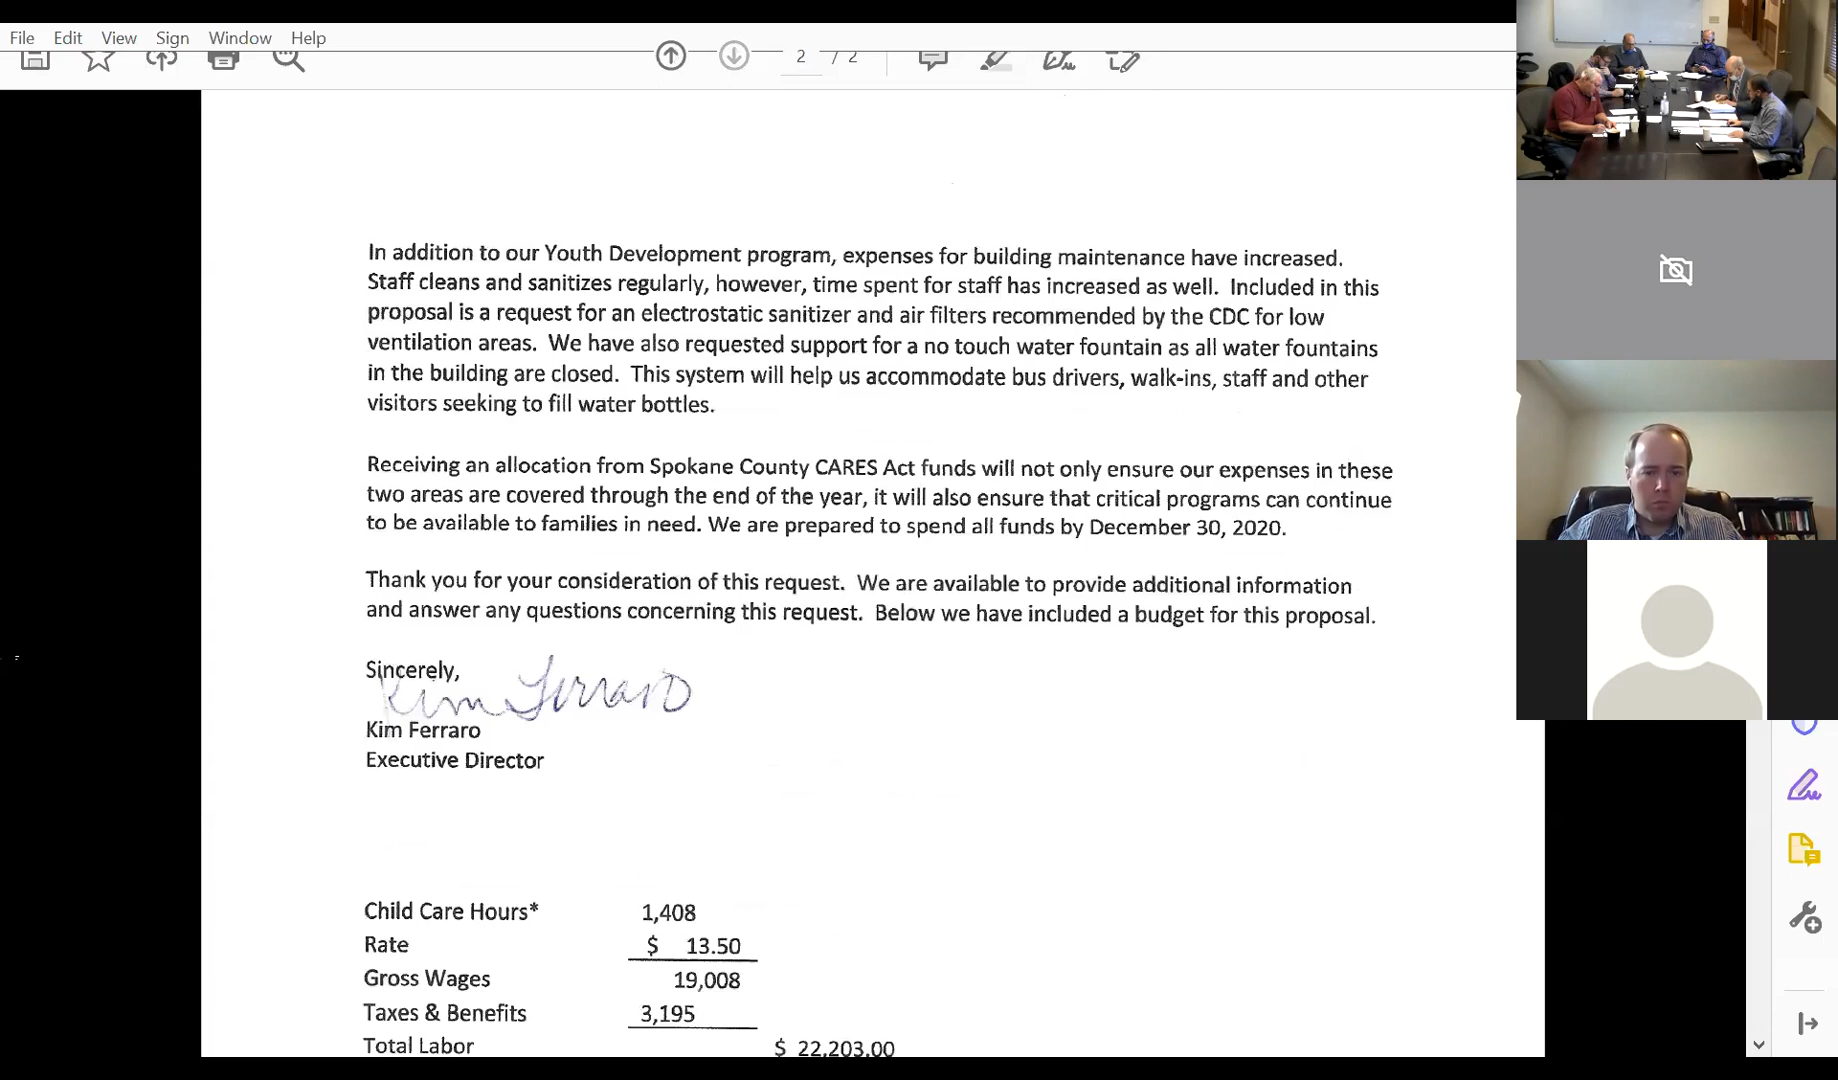 File Edit View Sign Window Help
2 / 2
In addition to our Youth Development program, expenses for building maintenance have increased.
Staff cleans and sanitizes regularly, however, time spent for staff has increased as well.  Included in this
proposal is a request for an electrostatic sanitizer and air filters recommended by the CDC for low
ventilation areas.  We have also requested support for a no touch water fountain as all water fountains
in the building are closed.  This system will help us accommodate bus drivers, walk-ins, staff and other
visitors seeking to fill water bottles.
Receiving an allocation from Spokane County CARES Act funds will not only ensure our expenses in these
two areas are covered through the end of the year, it will also ensure that critical programs can continue
to be available to families in need. We are prepared to spend all funds by December 30, 2020.
Thank you for your consideration of this request.  We are available to provide additional information
and answer any questions concerning this request.  Below we have included a budget for this proposal.
Sincerely,
Kim Ferraro
Kim Ferraro
Executive Director
Child Care Hours* 1,408
Rate $ 13.50
Gross Wages 19,008
Taxes & Benefits 3,195
Total Labor $ 22,203.00